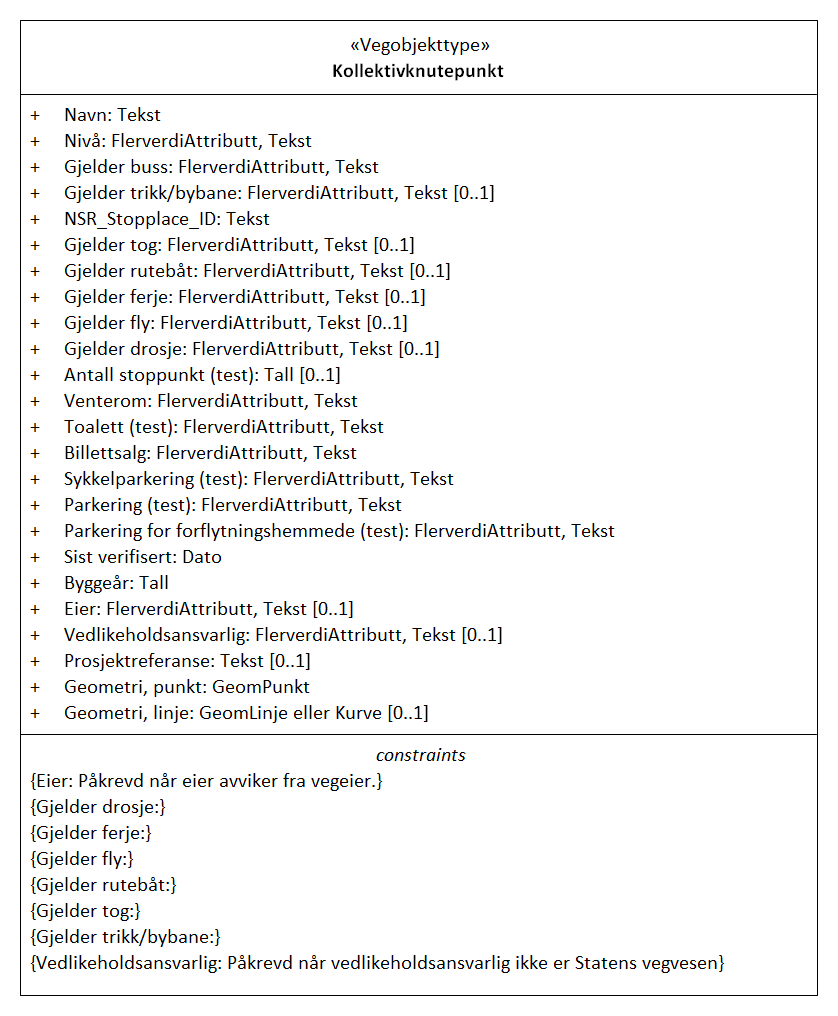 «Vegobjekttype»
Kollektivknutepunkt
+ Navn: Tekst
+ Nivå: FlerverdiAttributt, Tekst
+ Gjelder buss: FlerverdiAttributt, Tekst
+ Gjelder trikk/bybane: FlerverdiAttributt, Tekst [0..1]
+ NSR_Stopplace_ID: Tekst
+ Gjelder tog: FlerverdiAttributt, Tekst [0..1]
+ Gjelder rutebåt: FlerverdiAttributt, Tekst [0..1]
+ Gjelder ferje: FlerverdiAttributt, Tekst [0..1]
+ Gjelder fly: FlerverdiAttributt, Tekst [0..1]
+ Gjelder drosje: FlerverdiAttributt, Tekst [0..1]
+ Antall stoppunkt (test): Tall [0..1]
+ Venterom: FlerverdiAttributt, Tekst
+ Toalett (test): FlerverdiAttributt, Tekst
+ Billettsalg: FlerverdiAttributt, Tekst
+ Sykkelparkering (test): FlerverdiAttributt, Tekst
+ Parkering (test): FlerverdiAttributt, Tekst
+ Parkering for forflytningshemmede (test): FlerverdiAttributt, Tekst
+ Sist verifisert: Dato
+ Byggeår: Tall
+ Eier: FlerverdiAttributt, Tekst [0..1]
+ Vedlikeholdsansvarlig: FlerverdiAttributt, Tekst [0..1]
+ Prosjektreferanse: Tekst [0..1]
+ Geometri, punkt: GeomPunkt
+ Geometri, linje: GeomLinje eller Kurve [0..1]
constraints
{Eier: Påkrevd når eier avviker fra vegeier.}
{Gjelder drosje:}
{Gjelder ferje:}
{Gjelder fly:}
{Gjelder rutebåt:}
{Gjelder tog:}
{Gjelder trikk/bybane:}
{Vedlikeholdsansvarlig: Påkrevd når vedlikeholdsansvarlig ikke er Statens vegvesen}